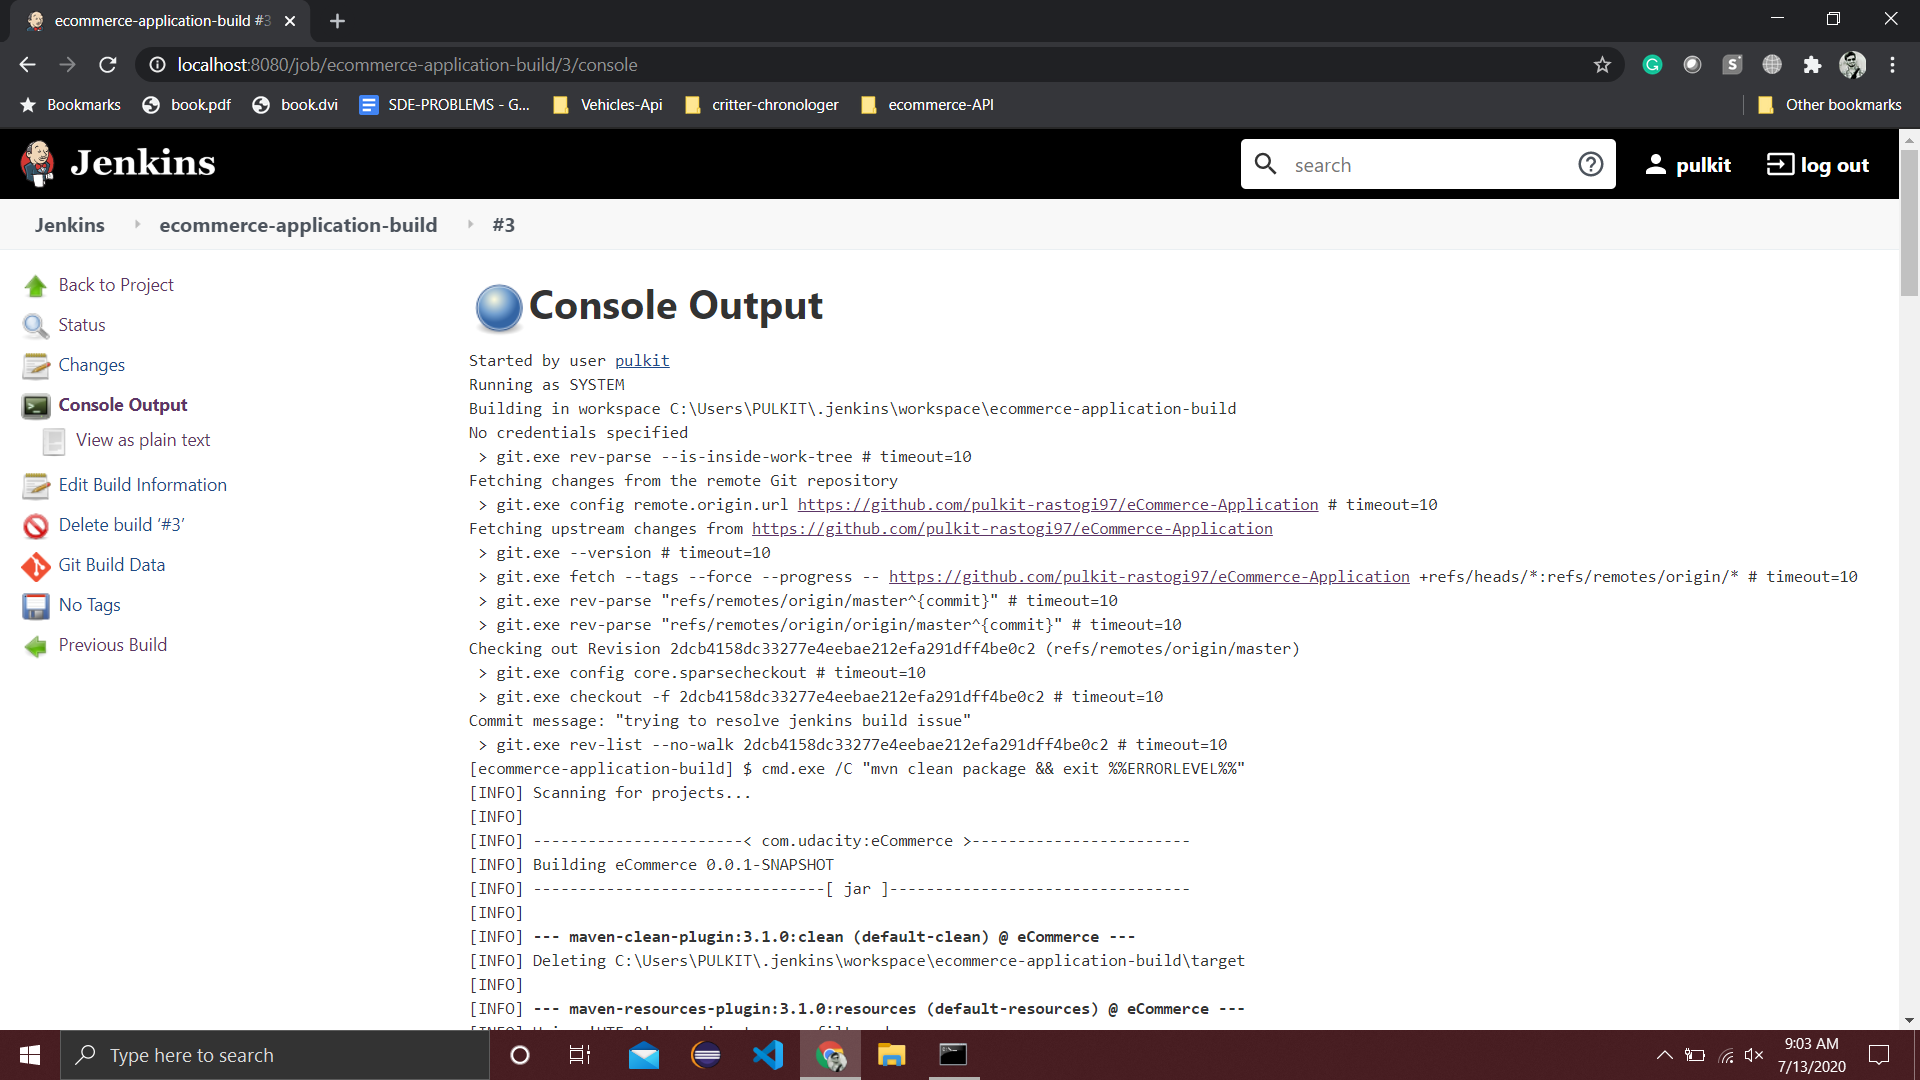 ecommerce-application-build #3
localhost:8080/job/ecommerce-application-build/3/console
Bookmarks
book.pdf
book.dvi
SDE-PROBLEMS - G...
Vehicles-Api
critter-chronologer
ecommerce-API
Other bookmarks
Jenkins
search
pulkit
log out
Jenkins
ecommerce-application-build
#3
Back to Project
Status
Changes
Console Output
View as plain text
Edit Build Information
Delete build ‘#3’
Git Build Data
No Tags
Previous Build
Console Output
Started by user pulkit
Running as SYSTEM
Building in workspace C:\Users\PULKIT\.jenkins\workspace\ecommerce-application-build
No credentials specified
> git.exe rev-parse --is-inside-work-tree # timeout=10
Fetching changes from the remote Git repository
> git.exe config remote.origin.url https://github.com/pulkit-rastogi97/eCommerce-Application # timeout=10
Fetching upstream changes from https://github.com/pulkit-rastogi97/eCommerce-Application
> git.exe --version # timeout=10
> git.exe fetch --tags --force --progress -- https://github.com/pulkit-rastogi97/eCommerce-Application +refs/heads/*:refs/remotes/origin/* # timeout=10
> git.exe rev-parse "refs/remotes/origin/master^{commit}" # timeout=10
> git.exe rev-parse "refs/remotes/origin/origin/master^{commit}" # timeout=10
Checking out Revision 2dcb4158dc33277e4eebae212efa291dff4be0c2 (refs/remotes/origin/master)
> git.exe config core.sparsecheckout # timeout=10
> git.exe checkout -f 2dcb4158dc33277e4eebae212efa291dff4be0c2 # timeout=10
Commit message: "trying to resolve jenkins build issue"
> git.exe rev-list --no-walk 2dcb4158dc33277e4eebae212efa291dff4be0c2 # timeout=10
[ecommerce-application-build] $ cmd.exe /C "mvn clean package && exit %%ERRORLEVEL%%"
[INFO] Scanning for projects...
[INFO]
[INFO] -----------------------< com.udacity:eCommerce >------------------------
[INFO] Building eCommerce 0.0.1-SNAPSHOT
[INFO] --------------------------------[ jar ]---------------------------------
[INFO]
[INFO] --- maven-clean-plugin:3.1.0:clean (default-clean) @ eCommerce ---
[INFO] Deleting C:\Users\PULKIT\.jenkins\workspace\ecommerce-application-build\target
[INFO]
[INFO] --- maven-resources-plugin:3.1.0:resources (default-resources) @ eCommerce ---
Type here to search
9:03 AM
7/13/2020